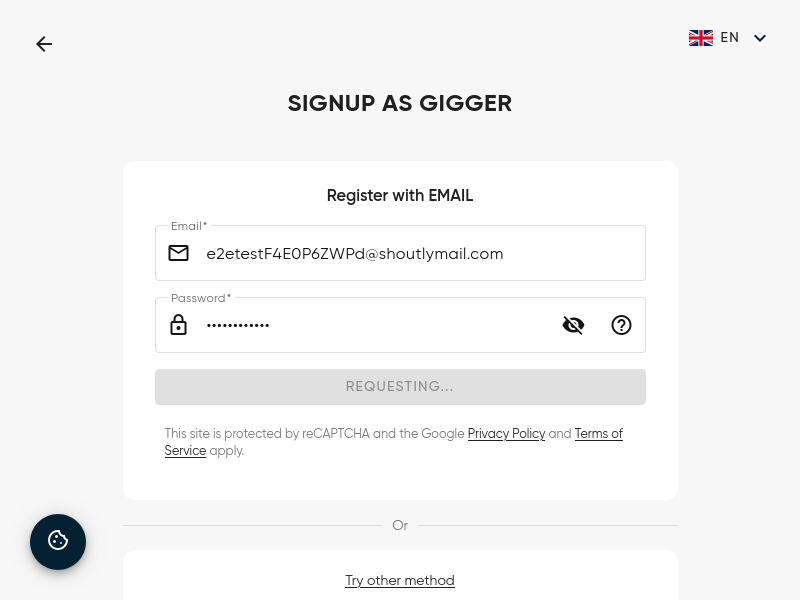 EN
SIGNUP AS GIGGER
Register with EMAIL
Email*
e2etestF4E0P6ZWPd@shoutlymail.com
Password*
••••••••••••
REQUESTING...
This site is protected by reCAPTCHA and the Google Privacy Policy and Terms of
Service apply.
Or
Try other method